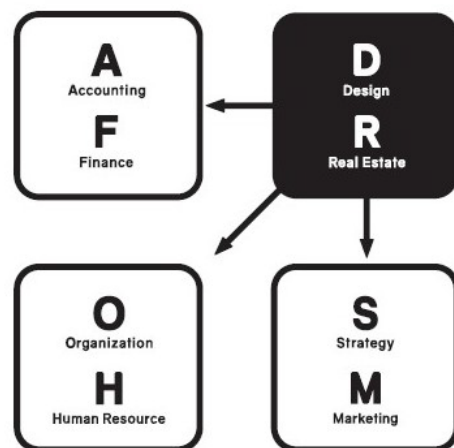 A
Accounting
F
Finance
D
Design
R
Real Estate
O
Organization
H
Human Resource
S
Strategy
M
Marketing